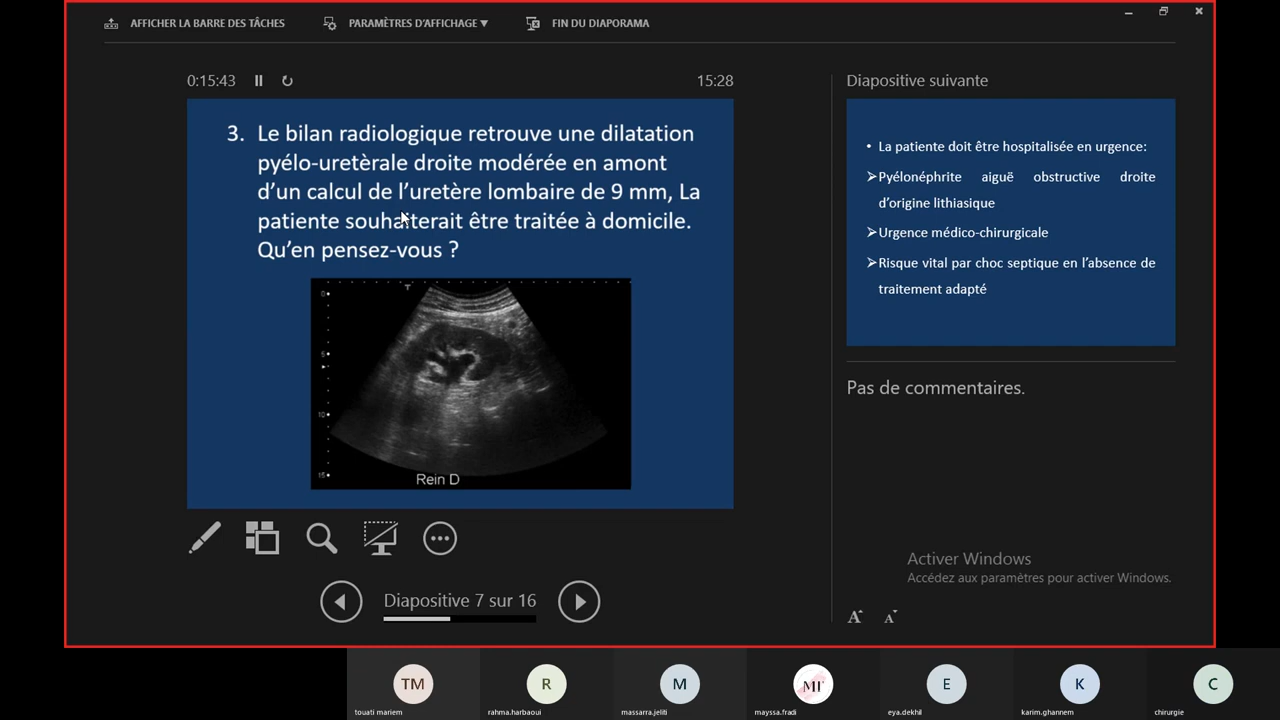 AFFICHER LA BARRE DES TÂCHES
PARAMÈTRES D'AFFICHAGE ▼
FIN DU DIAPORAMA
0:15:43
15:28
3. Le bilan radiologique retrouve une dilatation
pyélo-uretèrale droite modérée en amont
d'un calcul de l'uretère lombaire de 9 mm, La
patiente souhaiterait être traitée à domicile.
Qu'en pensez-vous ?
0
5
10
15
Rein D
Diapositive 7 sur 16
Diapositive suivante
• La patiente doit être hospitalisée en urgence:
➢Pyélonéphrite aiguë obstructive droite
d'origine lithiasique
➢Urgence médico-chirurgicale
➢Risque vital par choc septique en l'absence de
traitement adapté
Pas de commentaires.
Activer Windows
Accédez aux paramètres pour activer Windows.
A A
TM
R
M
MF
E
K
C
touati mariem
rahma.harbaoui
massarra.jeliti
mayssa.fradi
eya.dekhil
karim.ghannem
chirurgie